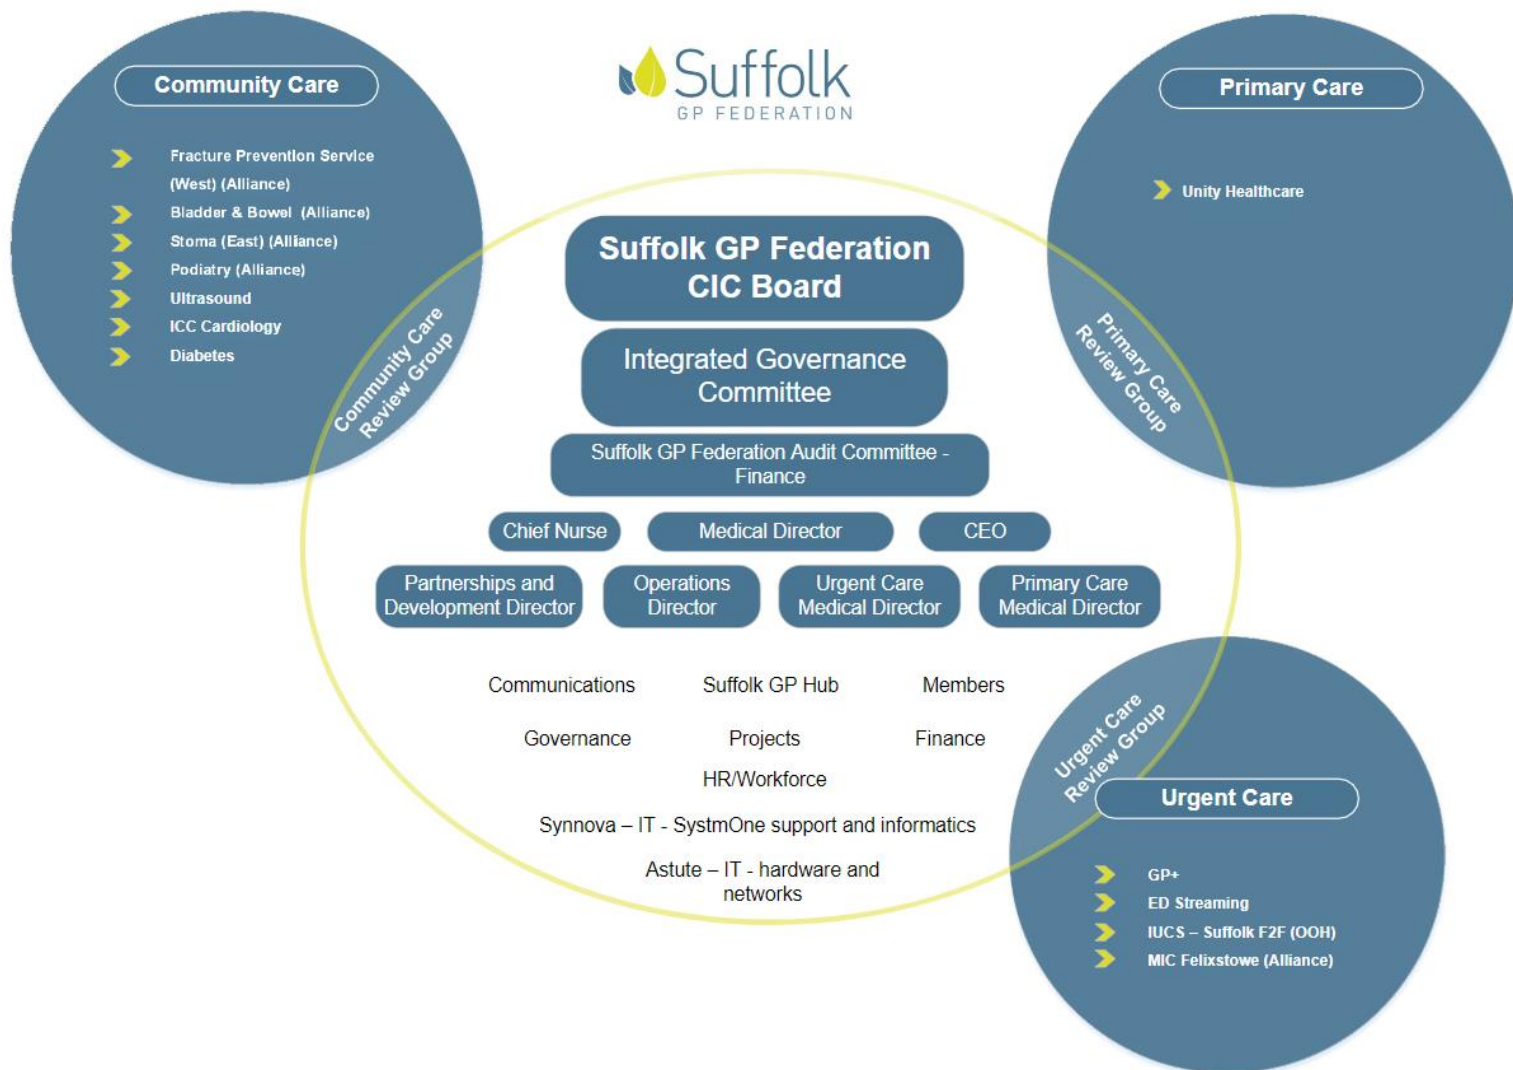 Suffolk
GP FEDERATION
Community Care
Fracture Prevention Service
(West) (Alliance)
Bladder & Bowel (Alliance)
Stoma (East) (Alliance)
Podiatry (Alliance)
Ultrasound
ICC Cardiology
Diabetes
Community Care
Review Group
Primary Care
Unity Healthcare
Primary Care
Review Group
Suffolk GP Federation
CIC Board
Integrated Governance
Committee
Suffolk GP Federation Audit Committee -
Finance
Chief Nurse
Medical Director
CEO
Partnerships and
Development Director
Operations
Director
Urgent Care
Medical Director
Primary Care
Medical Director
Communications
Suffolk GP Hub
Members
Governance
Projects
Finance
HR/Workforce
Synnova – IT - SystmOne support and informatics
Astute – IT - hardware and
networks
Urgent Care
Review Group
Urgent Care
GP+
ED Streaming
IUCS – Suffolk F2F (OOH)
MIC Felixstowe (Alliance)